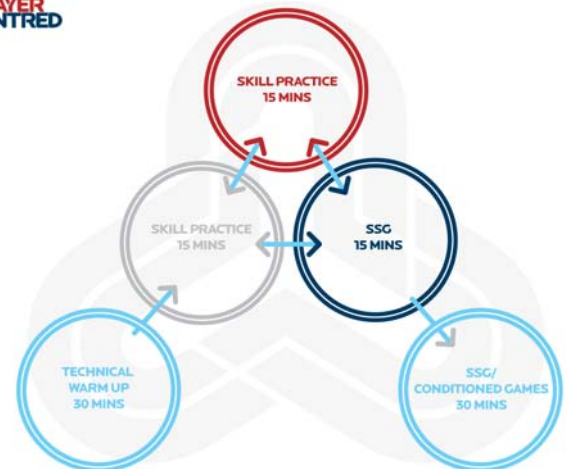 NTRED
SKILL PRACTICE
15 MINS
SKILL PRACTICE
15 MINS
SSG
15 MINS
TECHNICAL
WARM UP
30 MINS
SSG/
CONDITIONED GAMES
30 MINS